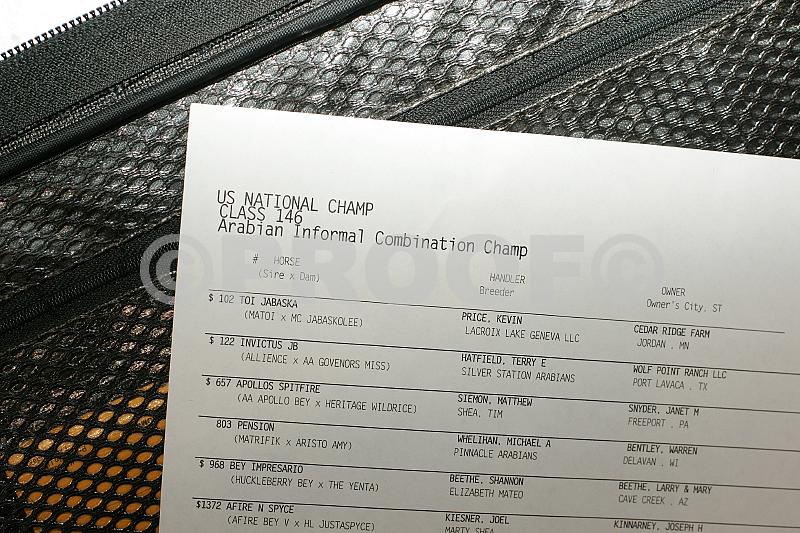 US NATIONAL CHAMP
CLASS 146
Arabian Informal Combination Champ
# HORSE HANDLER OWNER
(Sire x Dam) Breeder Owner's City, ST
$ 102 TOI JABASKA PRICE, KEVIN CEDAR RIDGE FARM
(MATOI x MC JABASKOLEE) LACROIX LAKE GENEVA LLC JORDAN , MN
$ 122 INVICTUS JB HATFIELD, TERRY E WOLF POINT RANCH LLC
(ALLIENCE x AA GOVENORS MISS) SILVER STATION ARABIANS PORT LAVACA , TX
$ 657 APOLLOS SPITFIRE SIEMON, MATTHEW SNYDER, JANET M
(AA APOLLO BEY x HERITAGE WILDRICE) SHEA, TIM FREEPORT , PA
803 PENSION WHELIHAN, MICHAEL A BENTLEY, WARREN
(MATRIFIK x ARISTO AMY) PINNACLE ARABIANS DELAVAN , WI
$ 968 BEY IMPRESARIO BEETHE, SHANNON BEETHE, LARRY & MARY
(HUCKLEBERRY BEY x THE YENTA) ELIZABETH MATEO CAVE CREEK , AZ
$1372 AFIRE N SPYCE KIESNER, JOEL KINNARNEY, JOSEPH H
(AFIRE BEY V x HL JUSTASPYCE) MARTY SHEA